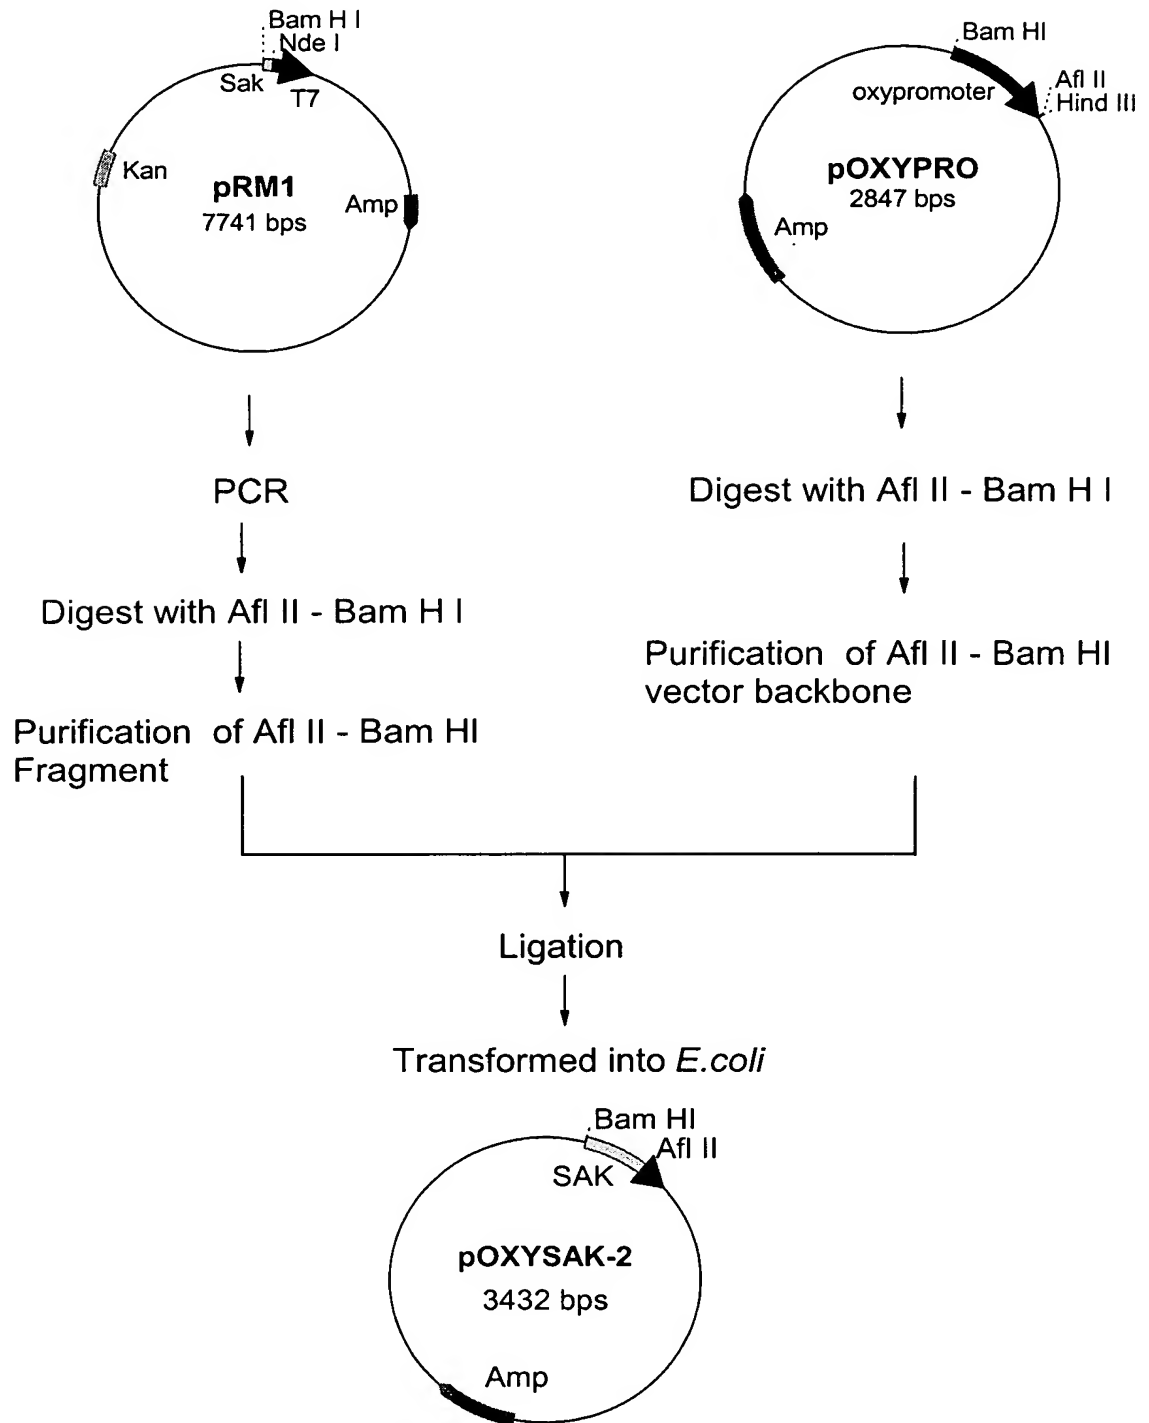 Bam H I
Nde I
Sak
T7
Kan
pRM1
7741 bps
Amp
Bam HI
oxypromoter
Afl II
Hind III
pOXYPRO
2847 bps
Amp
PCR
Digest with Afl II - Bam H I
Purification of Afl II - Bam HI
Fragment
Digest with Afl II - Bam H I
Purification of Afl II - Bam HI
vector backbone
Ligation
Transformed into E.coli
Bam HI
Afl II
SAK
pOXYSAK-2
3432 bps
Amp